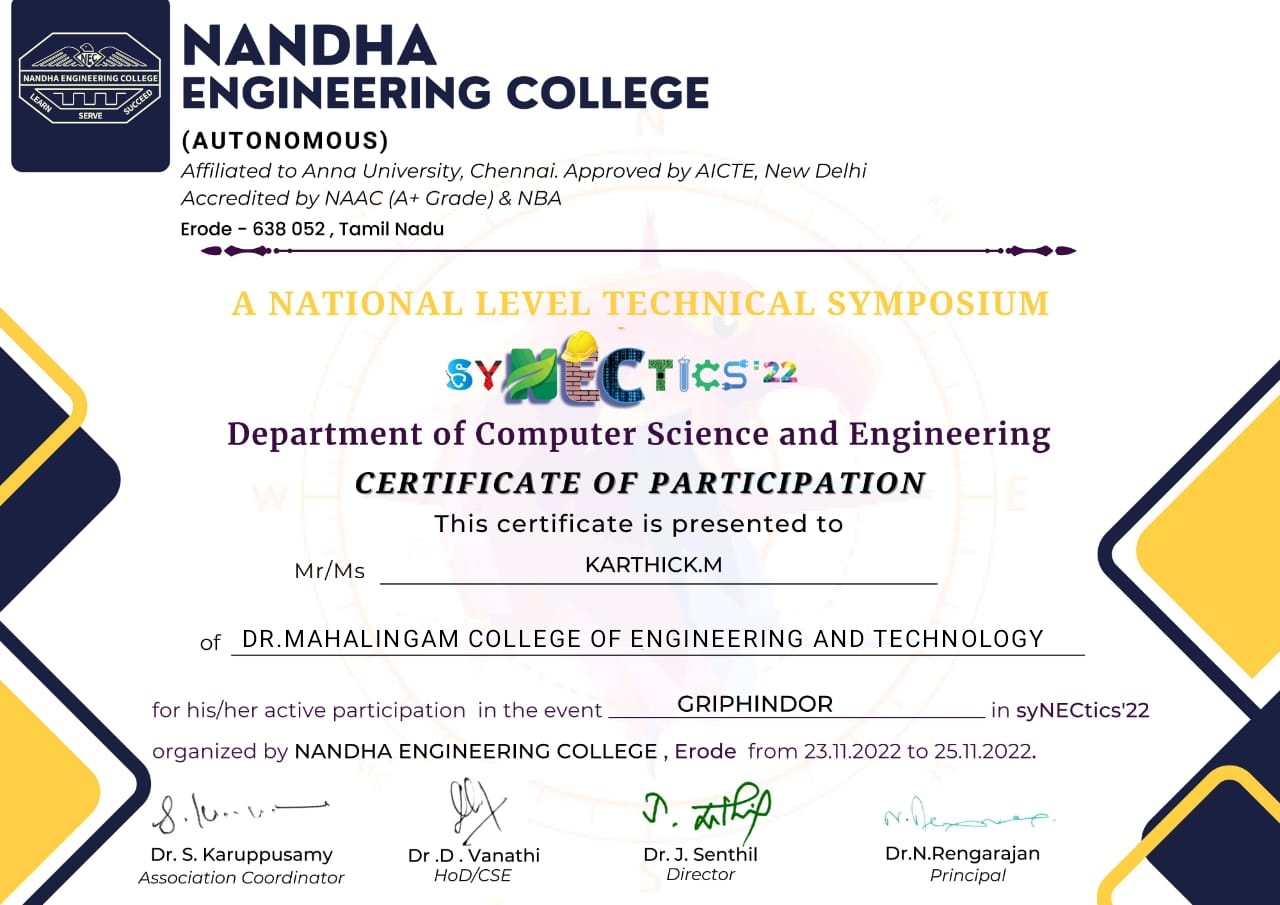 NANDHA
ENGINEERING COLLEGE
NEC
NANDHA ENGINEERING COLLEGE
LEARN
SERVE
SUCCEED
(AUTONOMOUS)
Affiliated to Anna University, Chennai. Approved by AICTE, New Delhi
Accredited by NAAC (A+ Grade) & NBA
Erode - 638 052 , Tamil Nadu
N
A NATIONAL LEVEL TECHNICAL SYMPOSIUM
SYNECTICS'22
Department of Computer Science and Engineering
CERTIFICATE OF PARTICIPATION
W
E
This certificate is presented to
Mr/Ms KARTHICK.M
of DR.MAHALINGAM COLLEGE OF ENGINEERING AND TECHNOLOGY
for his/her active participation in the event GRIPHINDOR in syNECtics'22
organized by NANDHA ENGINEERING COLLEGE , Erode from 23.11.2022 to 25.11.2022.
Dr. S. Karuppusamy
Association Coordinator
Dr .D . Vanathi
HoD/CSE
Dr. J. Senthil
Director
Dr.N.Rengarajan
Principal
S